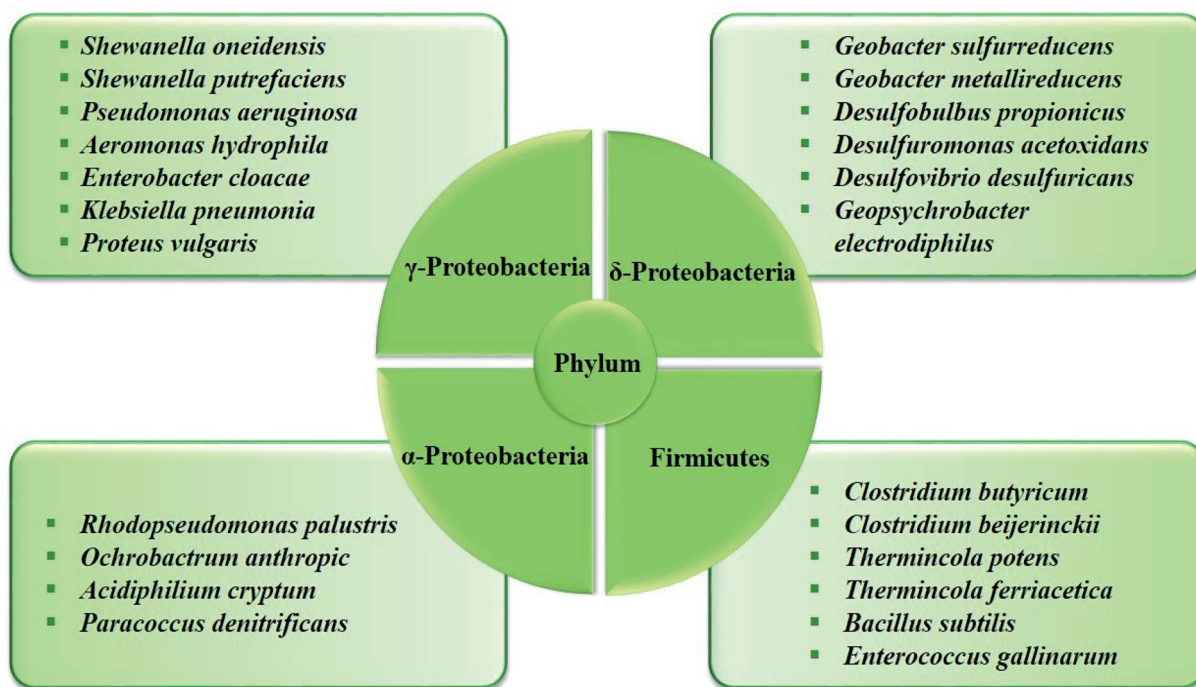 ▪ Shewanella oneidensis
▪ Shewanella putrefaciens
▪ Pseudomonas aeruginosa
▪ Aeromonas hydrophila
▪ Enterobacter cloacae
▪ Klebsiella pneumonia
▪ Proteus vulgaris
▪ Geobacter sulfurreducens
▪ Geobacter metallireducens
▪ Desulfobulbus propionicus
▪ Desulfuromonas acetoxidans
▪ Desulfovibrio desulfuricans
▪ Geopsychrobacter
electrodiphilus
γ-Proteobacteria
δ-Proteobacteria
Phylum
α-Proteobacteria
Firmicutes
▪ Rhodopseudomonas palustris
▪ Ochrobactrum anthropic
▪ Acidiphilium cryptum
▪ Paracoccus denitrificans
▪ Clostridium butyricum
▪ Clostridium beijerinckii
▪ Thermincola potens
▪ Thermincola ferriacetica
▪ Bacillus subtilis
▪ Enterococcus gallinarum